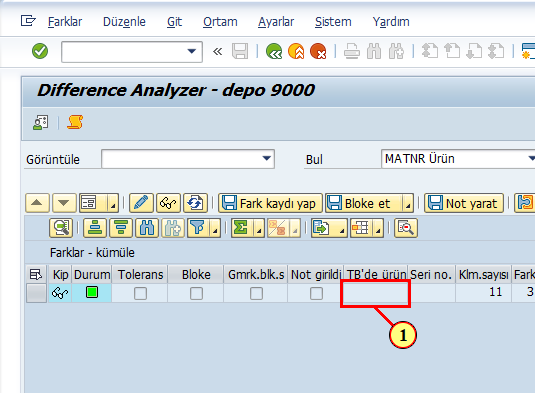 Farklar Düzenle Git Ortam Ayarlar Sistem Yardım
Difference Analyzer - depo 9000
Görüntüle Bul MATNR Ürün
Fark kaydı yap Bloke et Not yarat
Farklar - kümüle
Kip Durum Tolerans Bloke Gmrk.blk.s Not girildi TB'de ürün Seri no. Klm.sayısı Fark
11 3
1